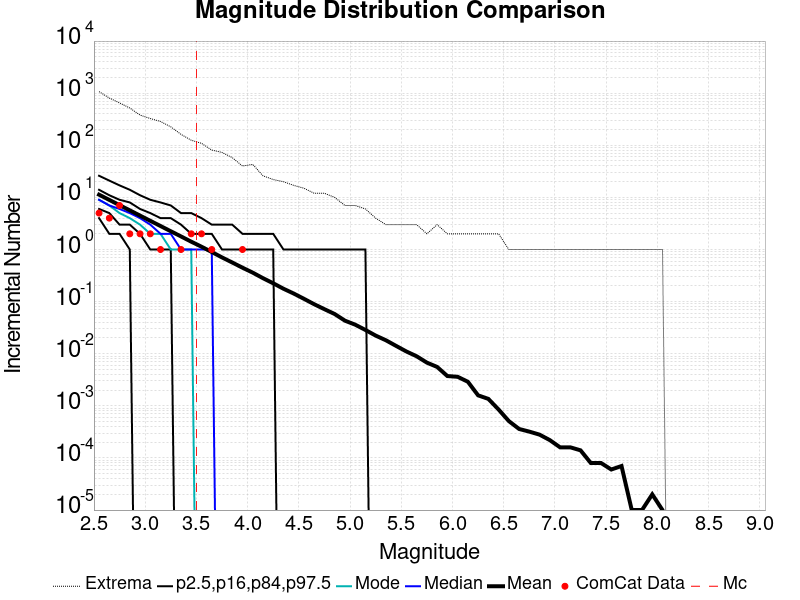 Magnitude Distribution Comparison
10^4
10^3
10^2
10^1
10^0
10^-1
10^-2
10^-3
10^-4
10^-5
Incremental Number
2.5 3.0 3.5 4.0 4.5 5.0 5.5 6.0 6.5 7.0 7.5 8.0 8.5 9.0
Magnitude
Extrema p2.5,p16,p84,p97.5 Mode Median Mean ComCat Data Mc